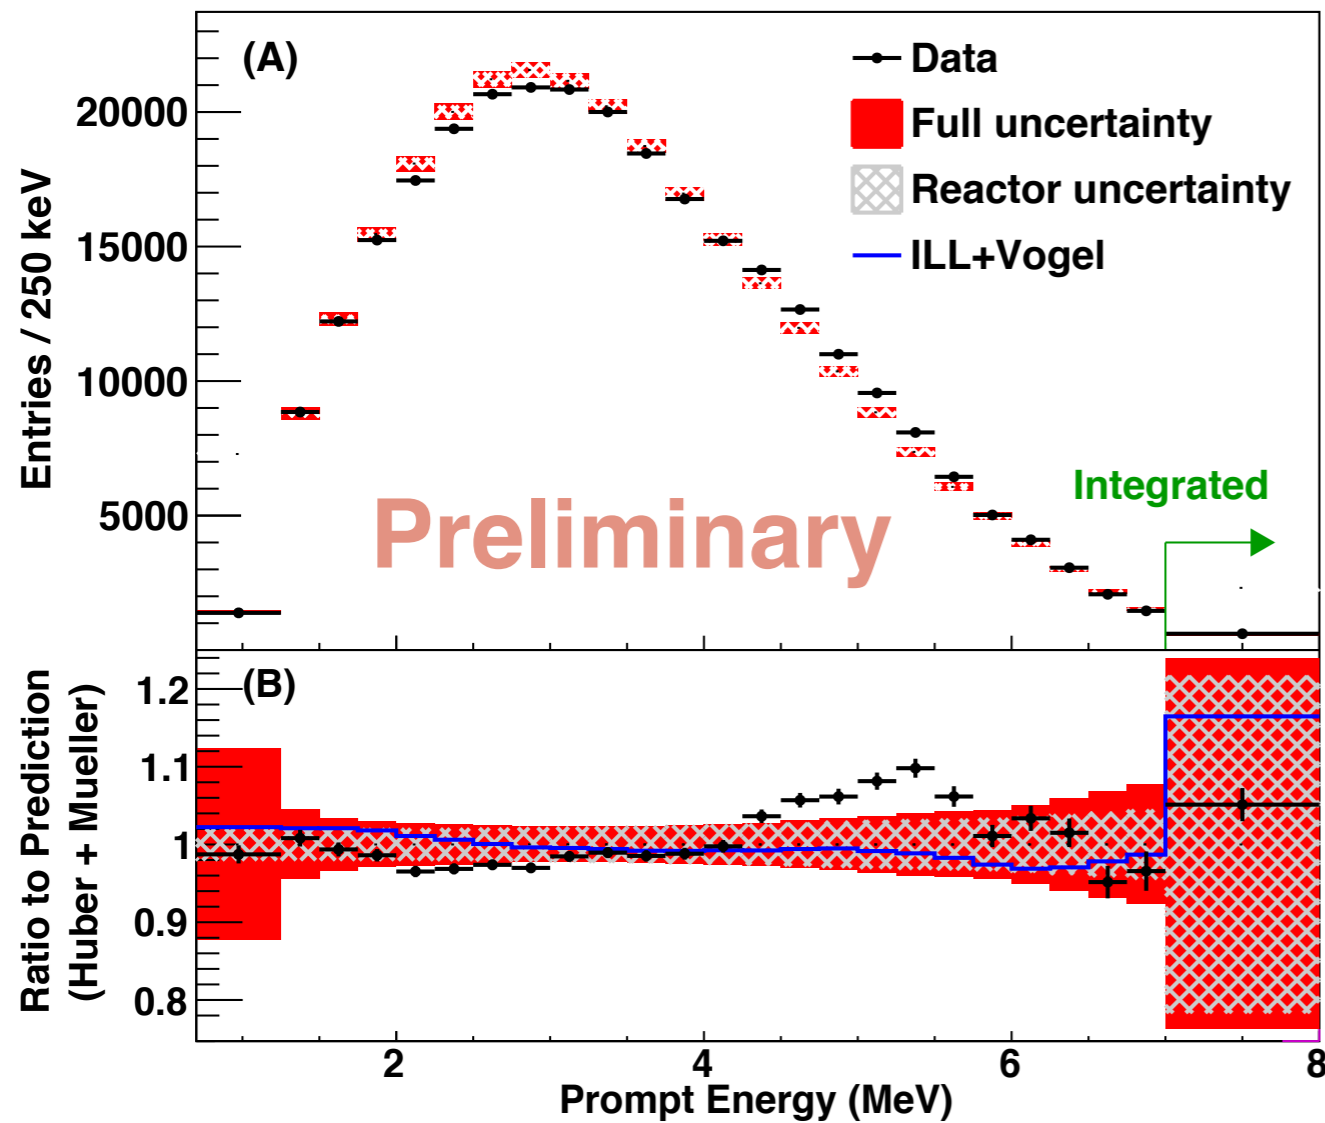 (A)
Data
Full uncertainty
Reactor uncertainty
ILL+Vogel
20000
15000
10000
5000
Entries / 250 keV
Preliminary
Integrated
(B)
1.2
1.1
1
0.9
0.8
Ratio to Prediction
(Huber + Mueller)
2
4
6
8
Prompt Energy (MeV)